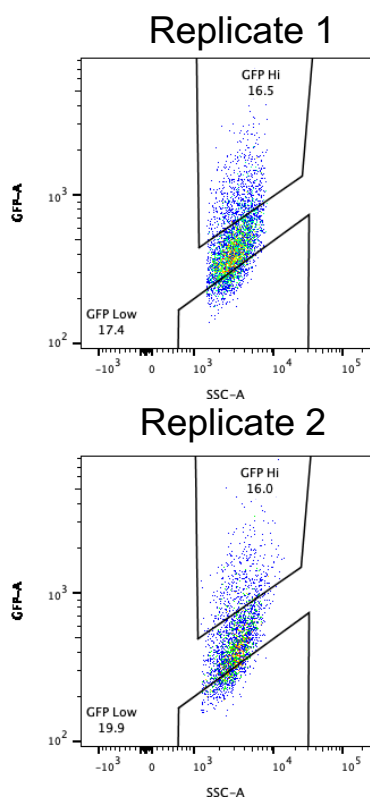 Replicate 1
GFP Hi
16.5
10³
GFP-A
GFP Low
17.4
10²
-10³ 0 10³ 10⁴ 10⁵
SSC-A
Replicate 2
GFP Hi
16.0
10³
GFP-A
GFP Low
19.9
10²
-10³ 0 10³ 10⁴ 10⁵
SSC-A